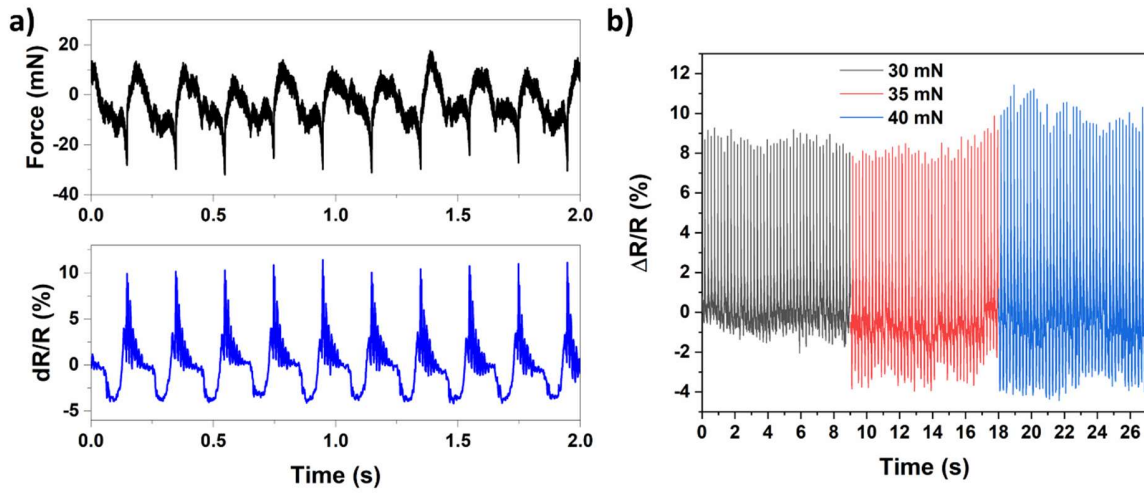 a)
Force (mN)
20
0
-20
-40
0.0 0.5 1.0 1.5 2.0
dR/R (%)
10
5
0
-5
0.0 0.5 1.0 1.5 2.0
Time (s)
b)
30 mN
35 mN
40 mN
ΔR/R (%)
12
10
8
6
4
2
0
-2
-4
0 2 4 6 8 10 12 14 16 18 20 22 24 26
Time (s)